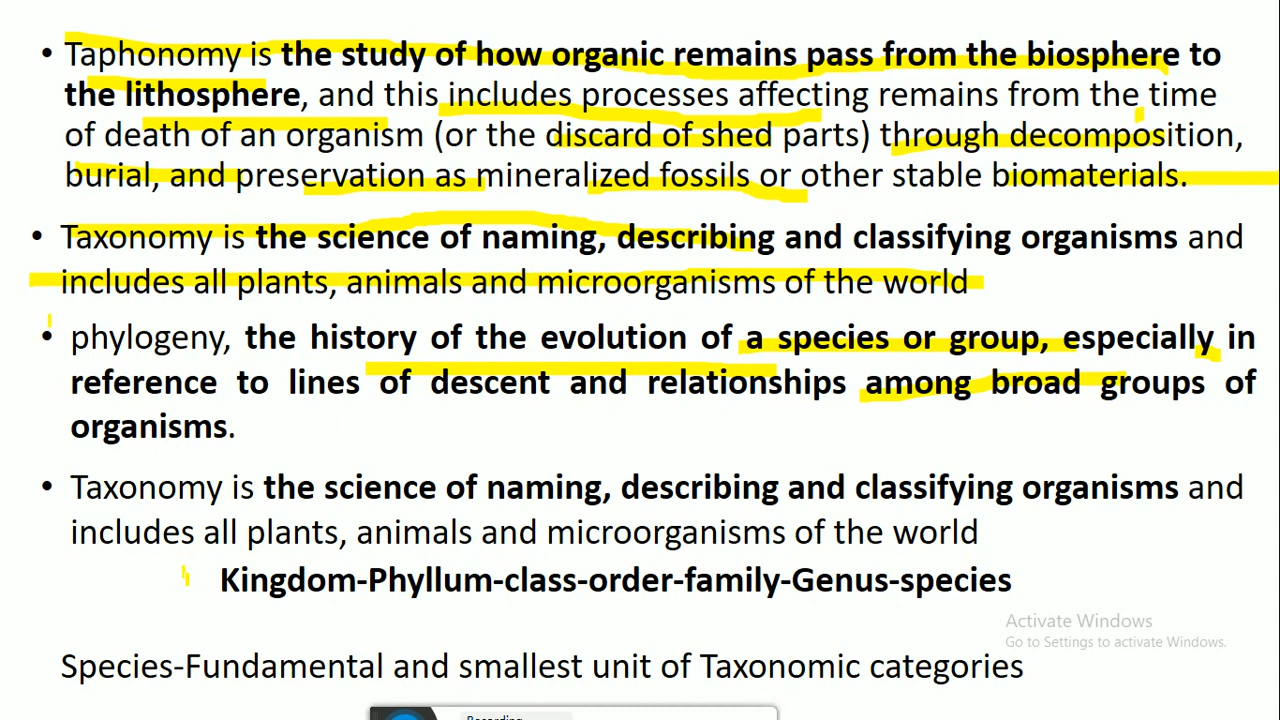 • Taphonomy is the study of how organic remains pass from the biosphere to
the lithosphere, and this includes processes affecting remains from the time
of death of an organism (or the discard of shed parts) through decomposition,
burial, and preservation as mineralized fossils or other stable biomaterials.
• Taxonomy is the science of naming, describing and classifying organisms and
includes all plants, animals and microorganisms of the world
• phylogeny, the history of the evolution of a species or group, especially in
reference to lines of descent and relationships among broad groups of
organisms.
• Taxonomy is the science of naming, describing and classifying organisms and
includes all plants, animals and microorganisms of the world
Kingdom-Phyllum-class-order-family-Genus-species
Activate Windows
Go to Settings to activate Windows.
Species-Fundamental and smallest unit of Taxonomic categories